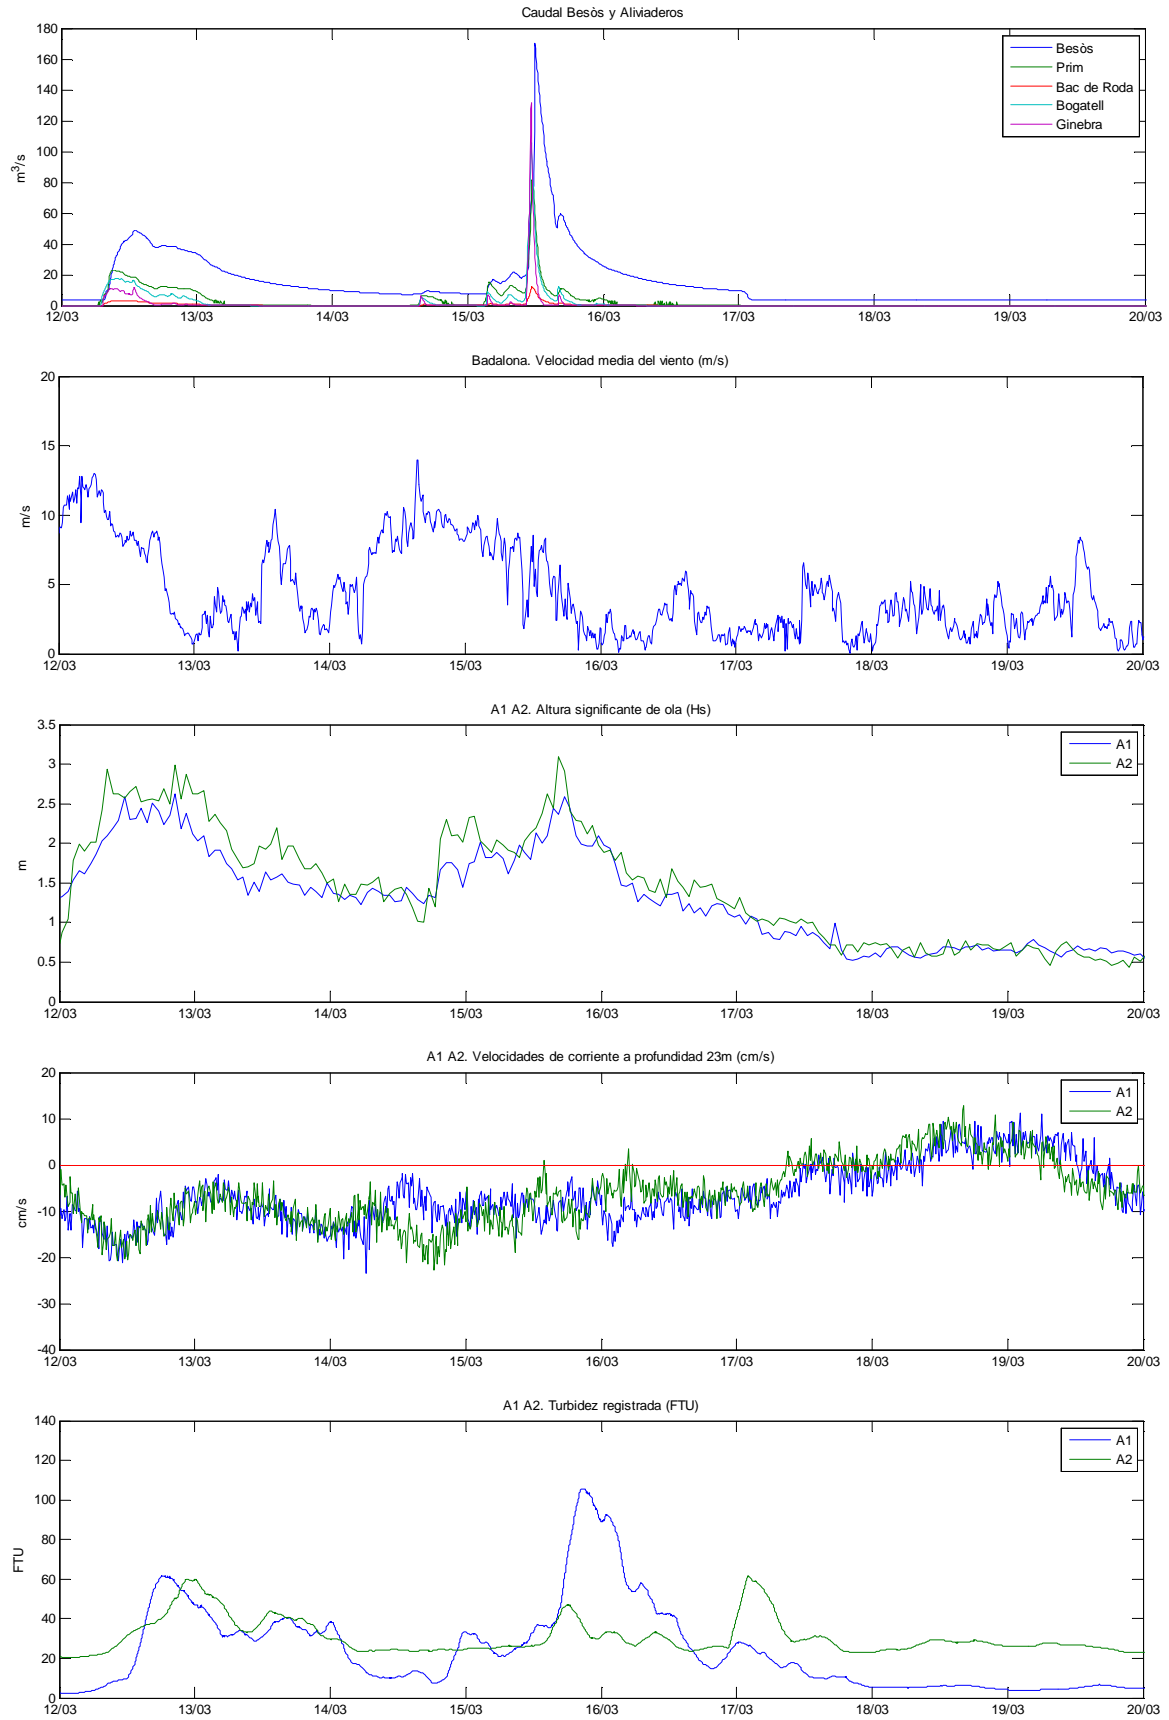 Caudal Besòs y Aliviaderos
180
160
140
120
100
80
60
40
20
0
m³/s
Besòs
Prim
Bac de Roda
Bogatell
Ginebra
12/03 13/03 14/03 15/03 16/03 17/03 18/03 19/03 20/03
Badalona. Velocidad media del viento (m/s)
20
15
10
5
0
m/s
12/03 13/03 14/03 15/03 16/03 17/03 18/03 19/03 20/03
A1 A2. Altura significante de ola (Hs)
3.5
3
2.5
2
1.5
1
0.5
0
m
A1
A2
12/03 13/03 14/03 15/03 16/03 17/03 18/03 19/03 20/03
A1 A2. Velocidades de corriente a profundidad 23m (cm/s)
20
10
0
-10
-20
-30
-40
cm/s
A1
A2
12/03 13/03 14/03 15/03 16/03 17/03 18/03 19/03 20/03
A1 A2. Turbidez registrada (FTU)
140
120
100
80
60
40
20
0
FTU
A1
A2
12/03 13/03 14/03 15/03 16/03 17/03 18/03 19/03 20/03